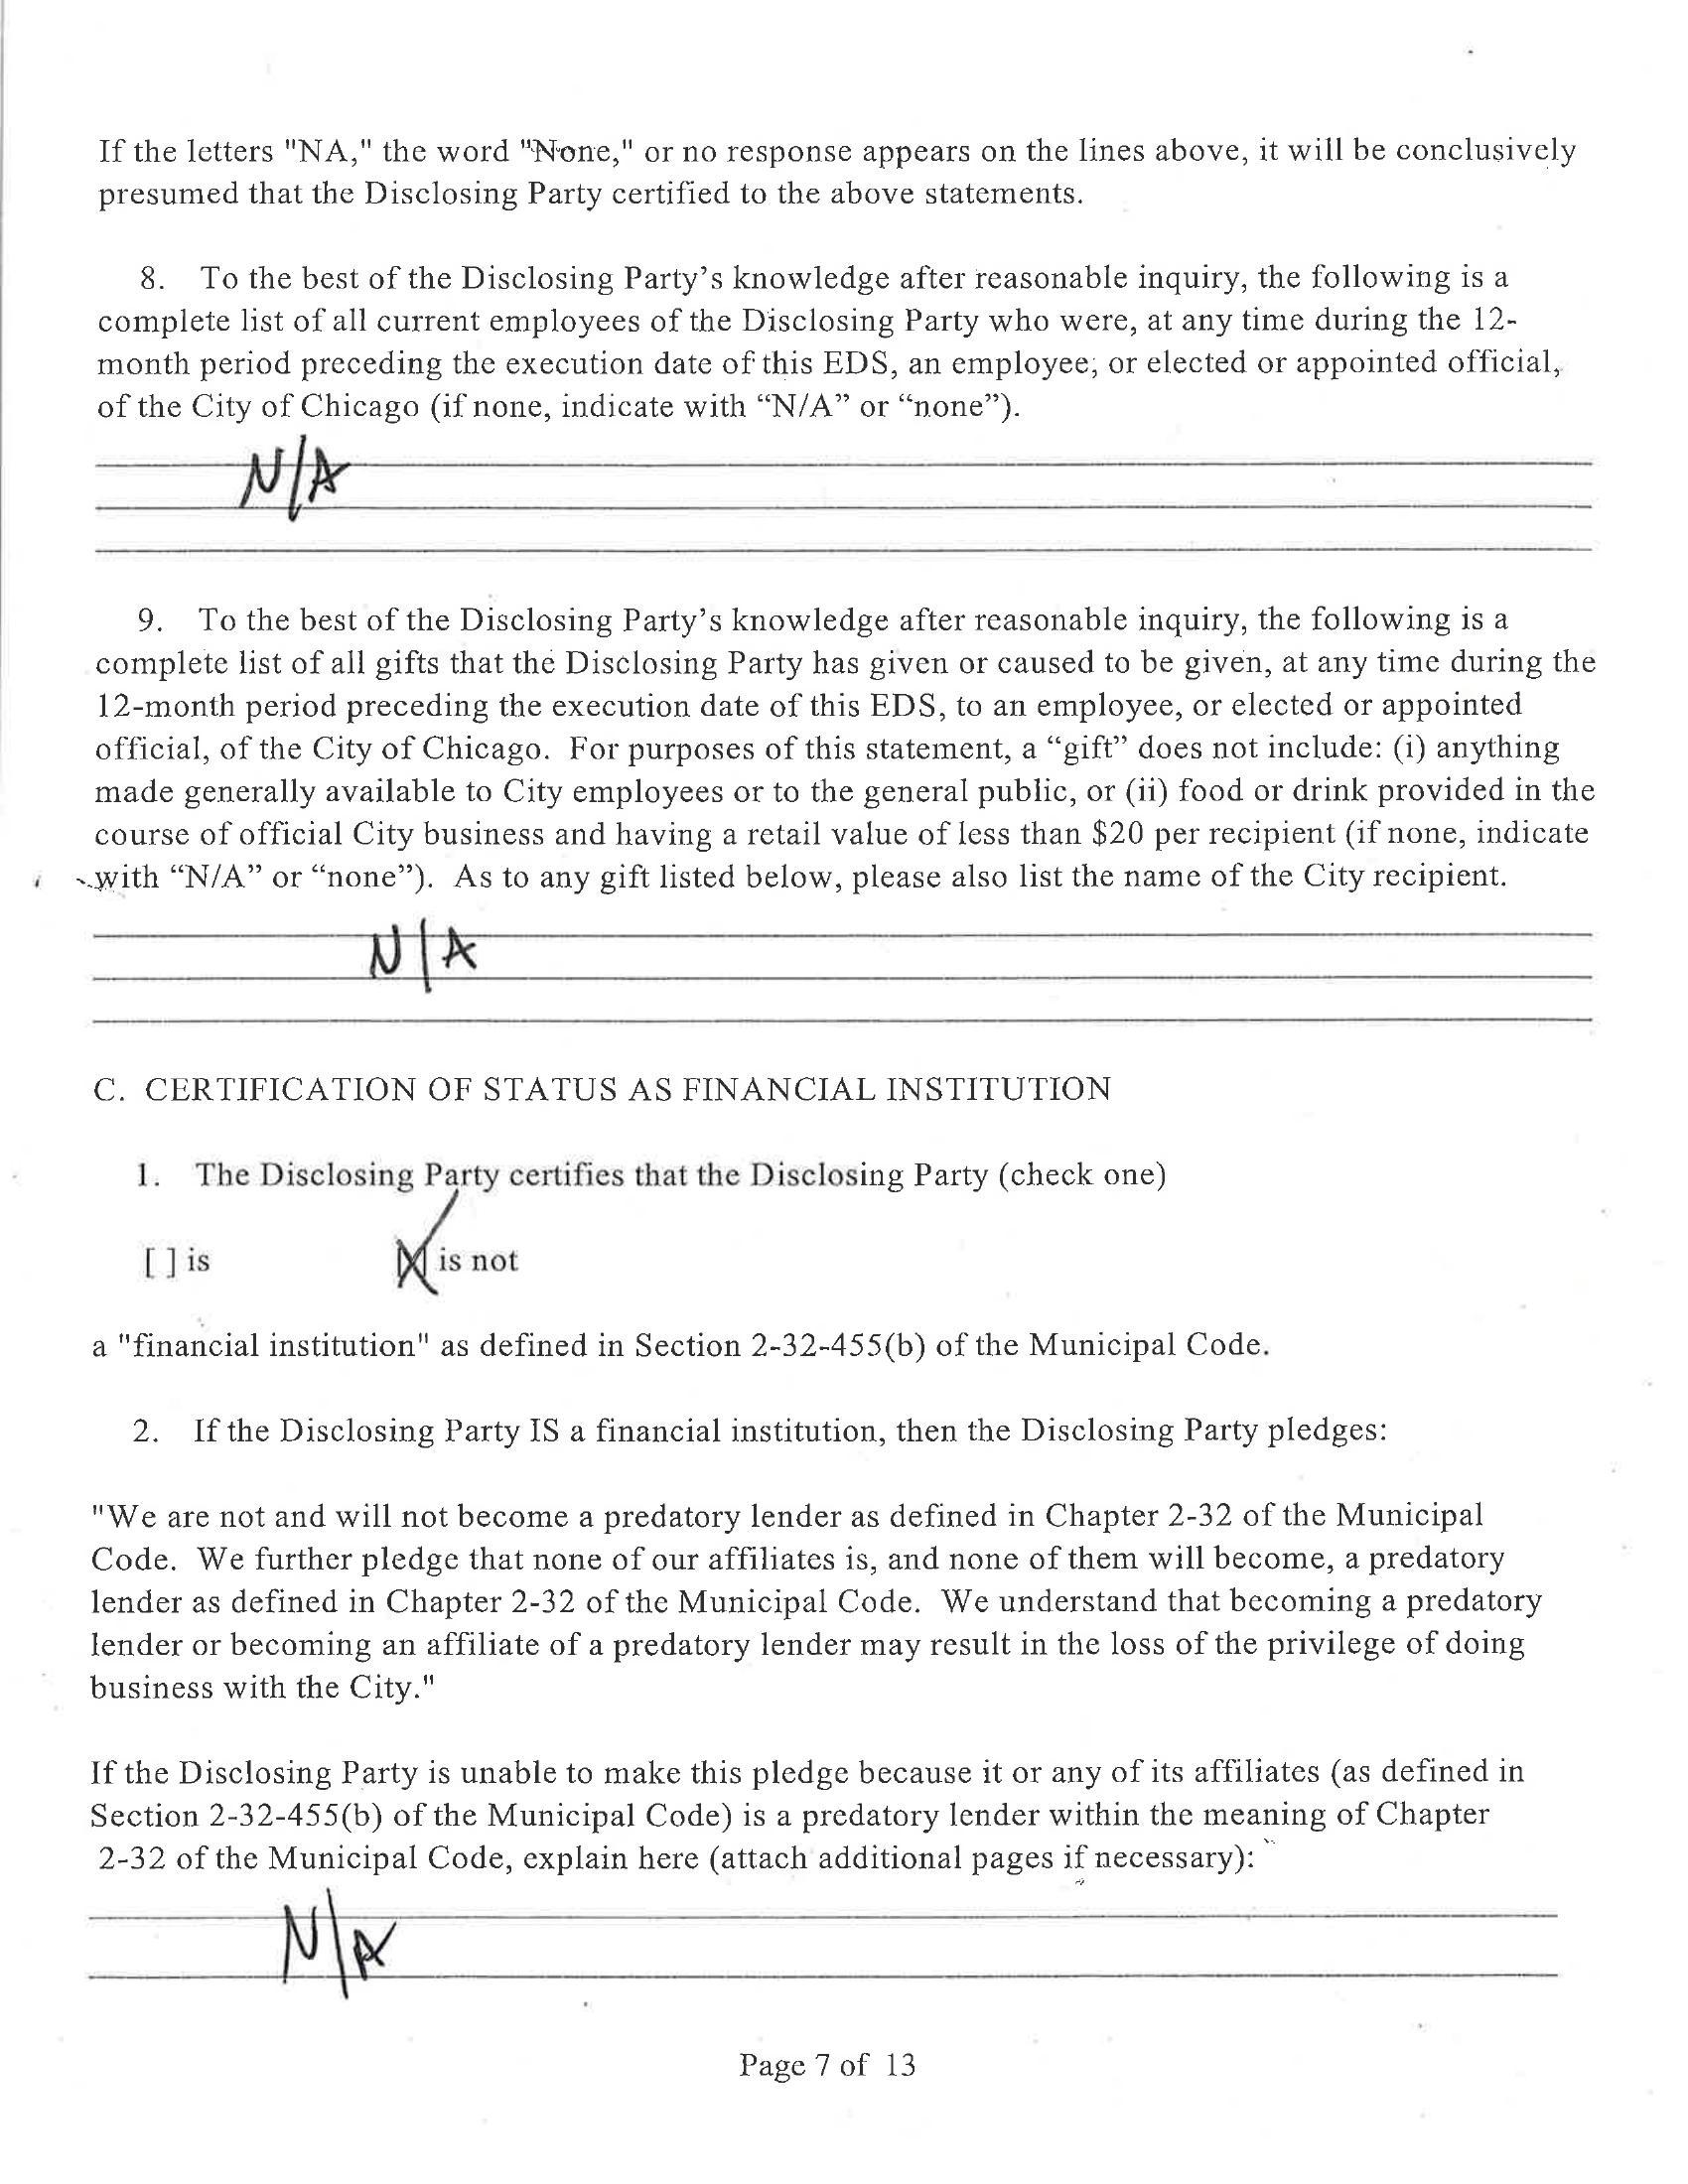 If the letters "NA," the word "None," or no response appears on the lines above, it will be conclusively
presumed that the Disclosing Party certified to the above statements.
8. To the best of the Disclosing Party’s knowledge after reasonable inquiry, the following is a
complete list of all current employees of the Disclosing Party who were, at any time during the 12-
month period preceding the execution date of this EDS, an employee, or elected or appointed official,
of the City of Chicago (if none, indicate with “N/A” or “none”).
N/A
9. To the best of the Disclosing Party’s knowledge after reasonable inquiry, the following is a
complete list of all gifts that the Disclosing Party has given or caused to be given, at any time during the
12-month period preceding the execution date of this EDS, to an employee, or elected or appointed
official, of the City of Chicago. For purposes of this statement, a “gift” does not include: (i) anything
made generally available to City employees or to the general public, or (ii) food or drink provided in the
course of official City business and having a retail value of less than $20 per recipient (if none, indicate
with “N/A” or “none”). As to any gift listed below, please also list the name of the City recipient.
N/A
C. CERTIFICATION OF STATUS AS FINANCIAL INSTITUTION
1. The Disclosing Party certifies that the Disclosing Party (check one)
[ ] is [X] is not
a "financial institution" as defined in Section 2-32-455(b) of the Municipal Code.
2. If the Disclosing Party IS a financial institution, then the Disclosing Party pledges:
"We are not and will not become a predatory lender as defined in Chapter 2-32 of the Municipal
Code. We further pledge that none of our affiliates is, and none of them will become, a predatory
lender as defined in Chapter 2-32 of the Municipal Code. We understand that becoming a predatory
lender or becoming an affiliate of a predatory lender may result in the loss of the privilege of doing
business with the City."
If the Disclosing Party is unable to make this pledge because it or any of its affiliates (as defined in
Section 2-32-455(b) of the Municipal Code) is a predatory lender within the meaning of Chapter
2-32 of the Municipal Code, explain here (attach additional pages if necessary):
N/A
Page 7 of 13